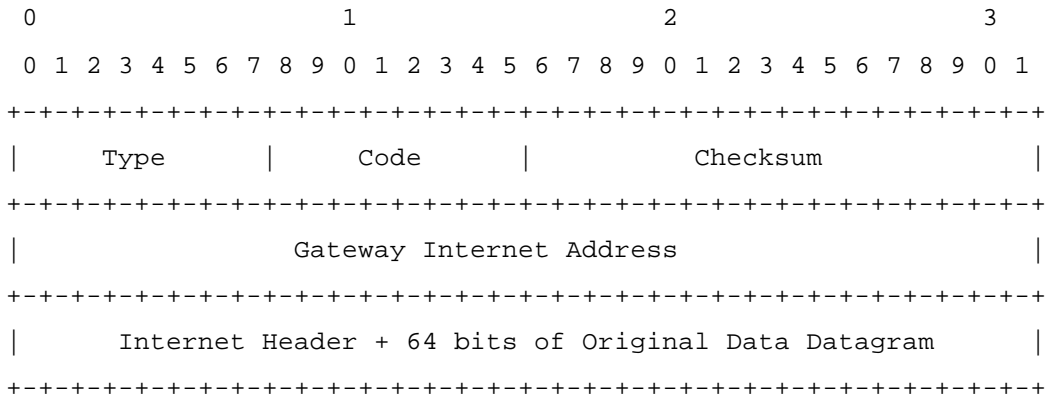 0                   1                   2                   3
0 1 2 3 4 5 6 7 8 9 0 1 2 3 4 5 6 7 8 9 0 1 2 3 4 5 6 7 8 9 0 1
+-+-+-+-+-+-+-+-+-+-+-+-+-+-+-+-+-+-+-+-+-+-+-+-+-+-+-+-+-+-+-+-+
|     Type      |     Code      |          Checksum             |
+-+-+-+-+-+-+-+-+-+-+-+-+-+-+-+-+-+-+-+-+-+-+-+-+-+-+-+-+-+-+-+-+
|                 Gateway Internet Address                      |
+-+-+-+-+-+-+-+-+-+-+-+-+-+-+-+-+-+-+-+-+-+-+-+-+-+-+-+-+-+-+-+-+
|      Internet Header + 64 bits of Original Data Datagram      |
+-+-+-+-+-+-+-+-+-+-+-+-+-+-+-+-+-+-+-+-+-+-+-+-+-+-+-+-+-+-+-+-+